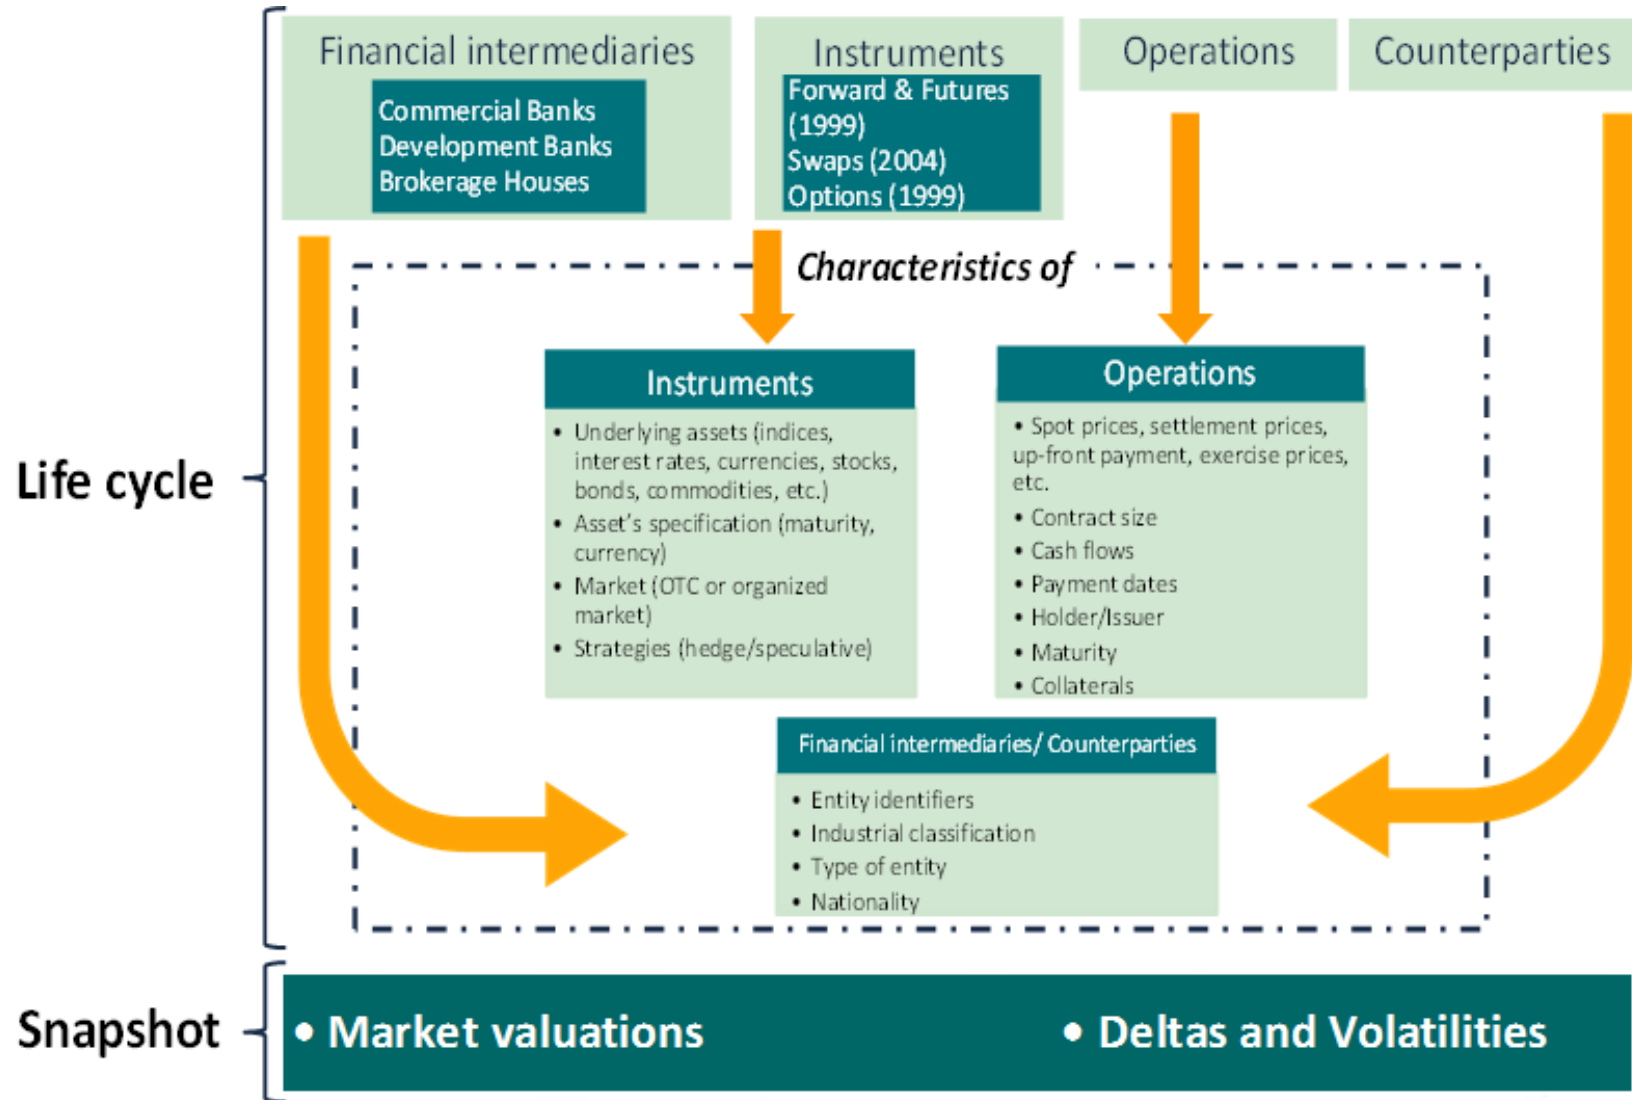 Financial intermediaries
Commercial Banks
Development Banks
Brokerage Houses
Instruments
Forward & Futures
(1999)
Swaps (2004)
Options (1999)
Operations
Counterparties
Characteristics of
Life cycle
Instruments
• Underlying assets (indices,
interest rates, currencies, stocks,
bonds, commodities, etc.)
• Asset's specification (maturity,
currency)
• Market (OTC or organized
market)
• Strategies (hedge/speculative)
Operations
• Spot prices, settlement prices,
up-front payment, exercise prices,
etc.
• Contract size
• Cash flows
• Payment dates
• Holder/Issuer
• Maturity
• Collaterals
Financial intermediaries/ Counterparties
• Entity identifiers
• Industrial classification
• Type of entity
• Nationality
Snapshot
• Market valuations
• Deltas and Volatilities